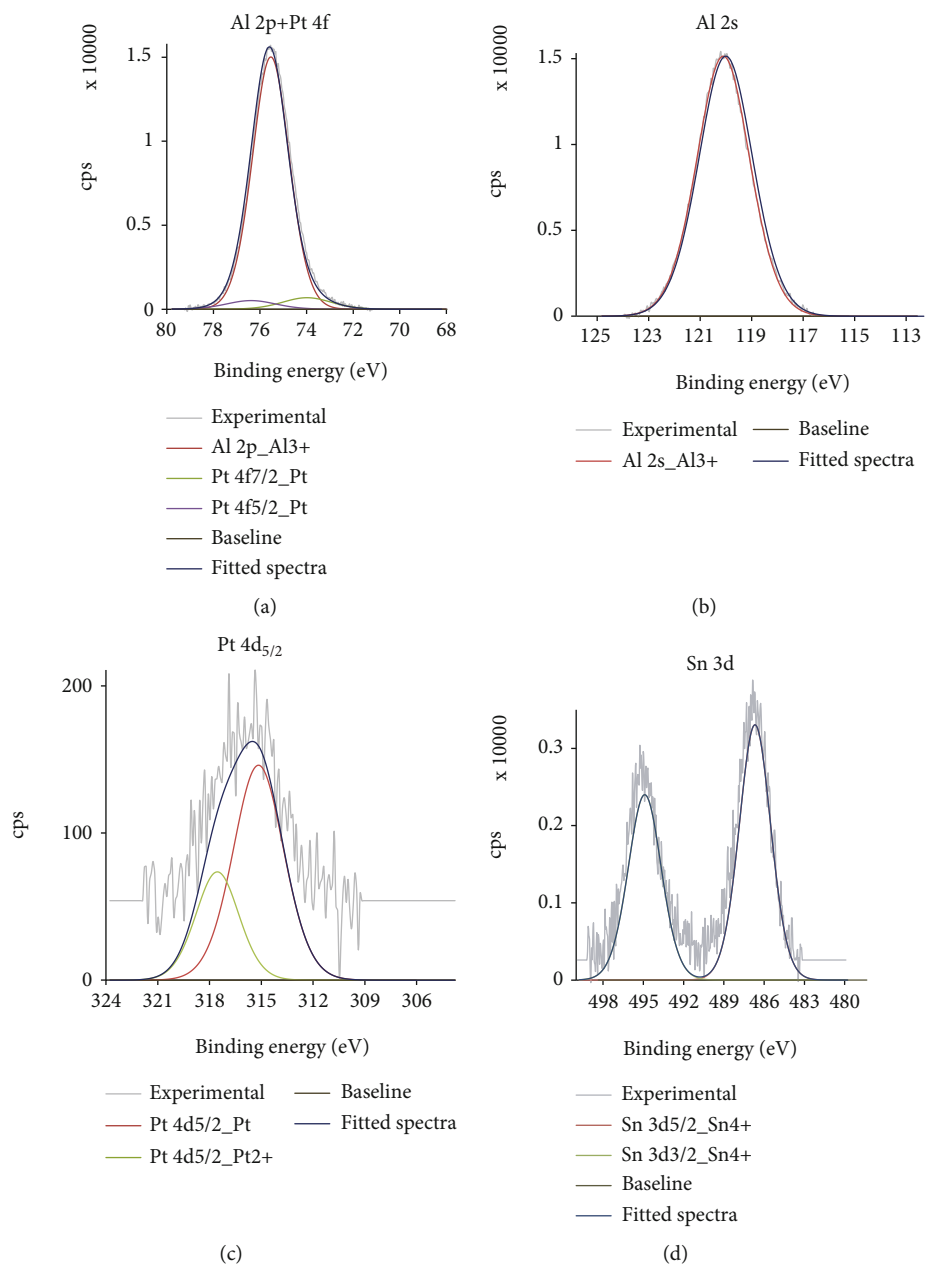 Al 2p+Pt 4f
x 10000
cps
1.5
1
0.5
0
80 78 76 74 72 70 68
Binding energy (eV)
Experimental
Al 2p_Al3+
Pt 4f7/2_Pt
Pt 4f5/2_Pt
Baseline
Fitted spectra
(a)
Al 2s
x 10000
cps
1.5
1
0.5
0
125 123 121 119 117 115 113
Binding energy (eV)
Experimental Baseline
Al 2s_Al3+ Fitted spectra
(b)
Pt 4d5/2
cps
200
100
0
324 321 318 315 312 309 306
Binding energy (eV)
Experimental Baseline
Pt 4d5/2_Pt Fitted spectra
Pt 4d5/2_Pt2+
(c)
Sn 3d
x 10000
cps
0.3
0.2
0.1
0
498 495 492 489 486 483 480
Binding energy (eV)
Experimental
Sn 3d5/2_Sn4+
Sn 3d3/2_Sn4+
Baseline
Fitted spectra
(d)